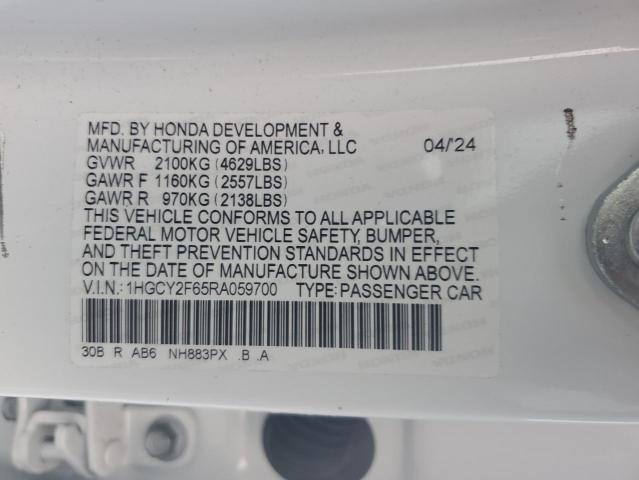 MFD. BY HONDA DEVELOPMENT &
MANUFACTURING OF AMERICA, LLC 04/'24
GVWR 2100KG (4629LBS)
GAWR F 1160KG (2557LBS)
GAWR R 970KG (2138LBS)
THIS VEHICLE CONFORMS TO ALL APPLICABLE
FEDERAL MOTOR VEHICLE SAFETY, BUMPER,
AND THEFT PREVENTION STANDARDS IN EFFECT
ON THE DATE OF MANUFACTURE SHOWN ABOVE.
V.I.N.: 1HGCY2F65RA059700 TYPE: PASSENGER CAR
30B R AB6 NH883PX .B .A